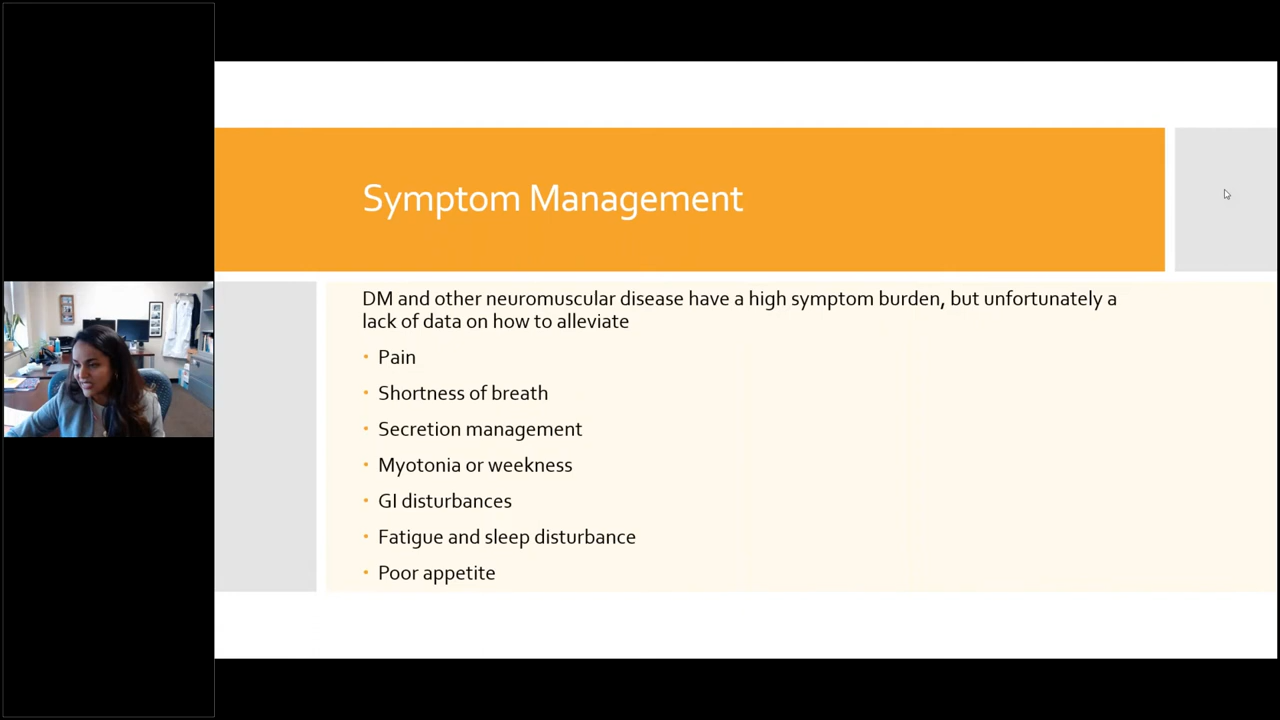 Symptom Management
DM and other neuromuscular disease have a high symptom burden, but unfortunately a
lack of data on how to alleviate
• Pain
• Shortness of breath
• Secretion management
• Myotonia or weekness
• GI disturbances
• Fatigue and sleep disturbance
• Poor appetite